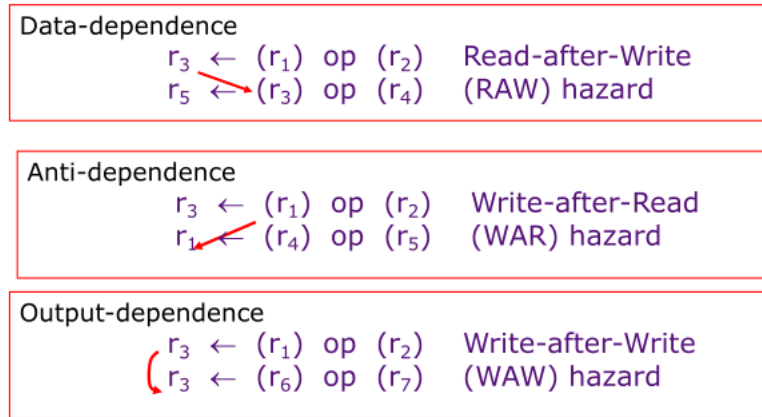 Data-dependence
r₃ ← (r₁) op (r₂) Read-after-Write
r₅ ← (r₃) op (r₄) (RAW) hazard
Anti-dependence
r₃ ← (r₁) op (r₂) Write-after-Read
r₁ ← (r₄) op (r₅) (WAR) hazard
Output-dependence
r₃ ← (r₁) op (r₂) Write-after-Write
r₃ ← (r₆) op (r₇) (WAW) hazard